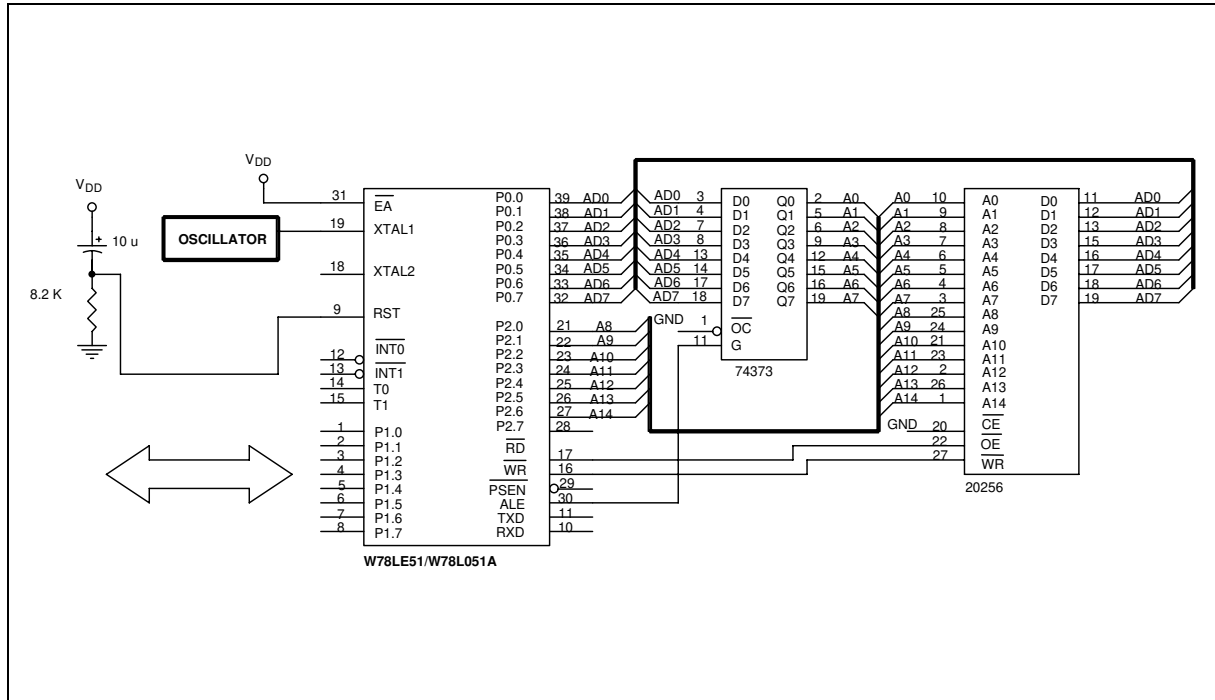 VDD
VDD
10 u
8.2 K
OSCILLATOR
31 EA
19 XTAL1
18 XTAL2
9 RST
12 INT0
13 INT1
14 T0
15 T1
1 P1.0
2 P1.1
3 P1.2
4 P1.3
5 P1.4
6 P1.5
7 P1.6
8 P1.7
P0.0 39 AD0
P0.1 38 AD1
P0.2 37 AD2
P0.3 36 AD3
P0.4 35 AD4
P0.5 34 AD5
P0.6 33 AD6
P0.7 32 AD7
P2.0 21 A8
P2.1 22 A9
P2.2 23 A10
P2.3 24 A11
P2.4 25 A12
P2.5 26 A13
P2.6 27 A14
P2.7 28
RD 17
WR 16
PSEN 29
ALE 30
TXD 11
RXD 10
W78LE51/W78L051A
AD0 3 D0 Q0 2 A0
AD1 4 D1 Q1 5 A1
AD2 7 D2 Q2 6 A2
AD3 8 D3 Q3 9 A3
AD4 13 D4 Q4 12 A4
AD5 14 D5 Q5 15 A5
AD6 17 D6 Q6 16 A6
AD7 18 D7 Q7 19 A7
GND 1 OC
11 G
74373
A0 10 A0 D0 11 AD0
A1 9 A1 D1 12 AD1
A2 8 A2 D2 13 AD2
A3 7 A3 D3 15 AD3
A4 6 A4 D4 16 AD4
A5 5 A5 D5 17 AD5
A6 4 A6 D6 18 AD6
A7 3 A7 D7 19 AD7
A8 25 A8
A9 24 A9
A10 21 A10
A11 23 A11
A12 2 A12
A13 26 A13
A14 1 A14
GND 20 CE
22 OE
27 WR
20256